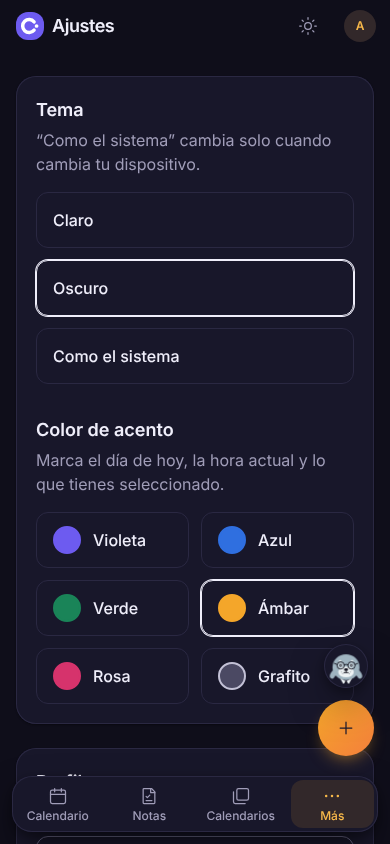 Ajustes
A
Tema
“Como el sistema” cambia solo cuando
cambia tu dispositivo.
Claro
Oscuro
Como el sistema
Color de acento
Marca el día de hoy, la hora actual y lo
que tienes seleccionado.
Violeta
Azul
Verde
Ámbar
Rosa
Grafito
Calendario
Notas
Calendarios
Más